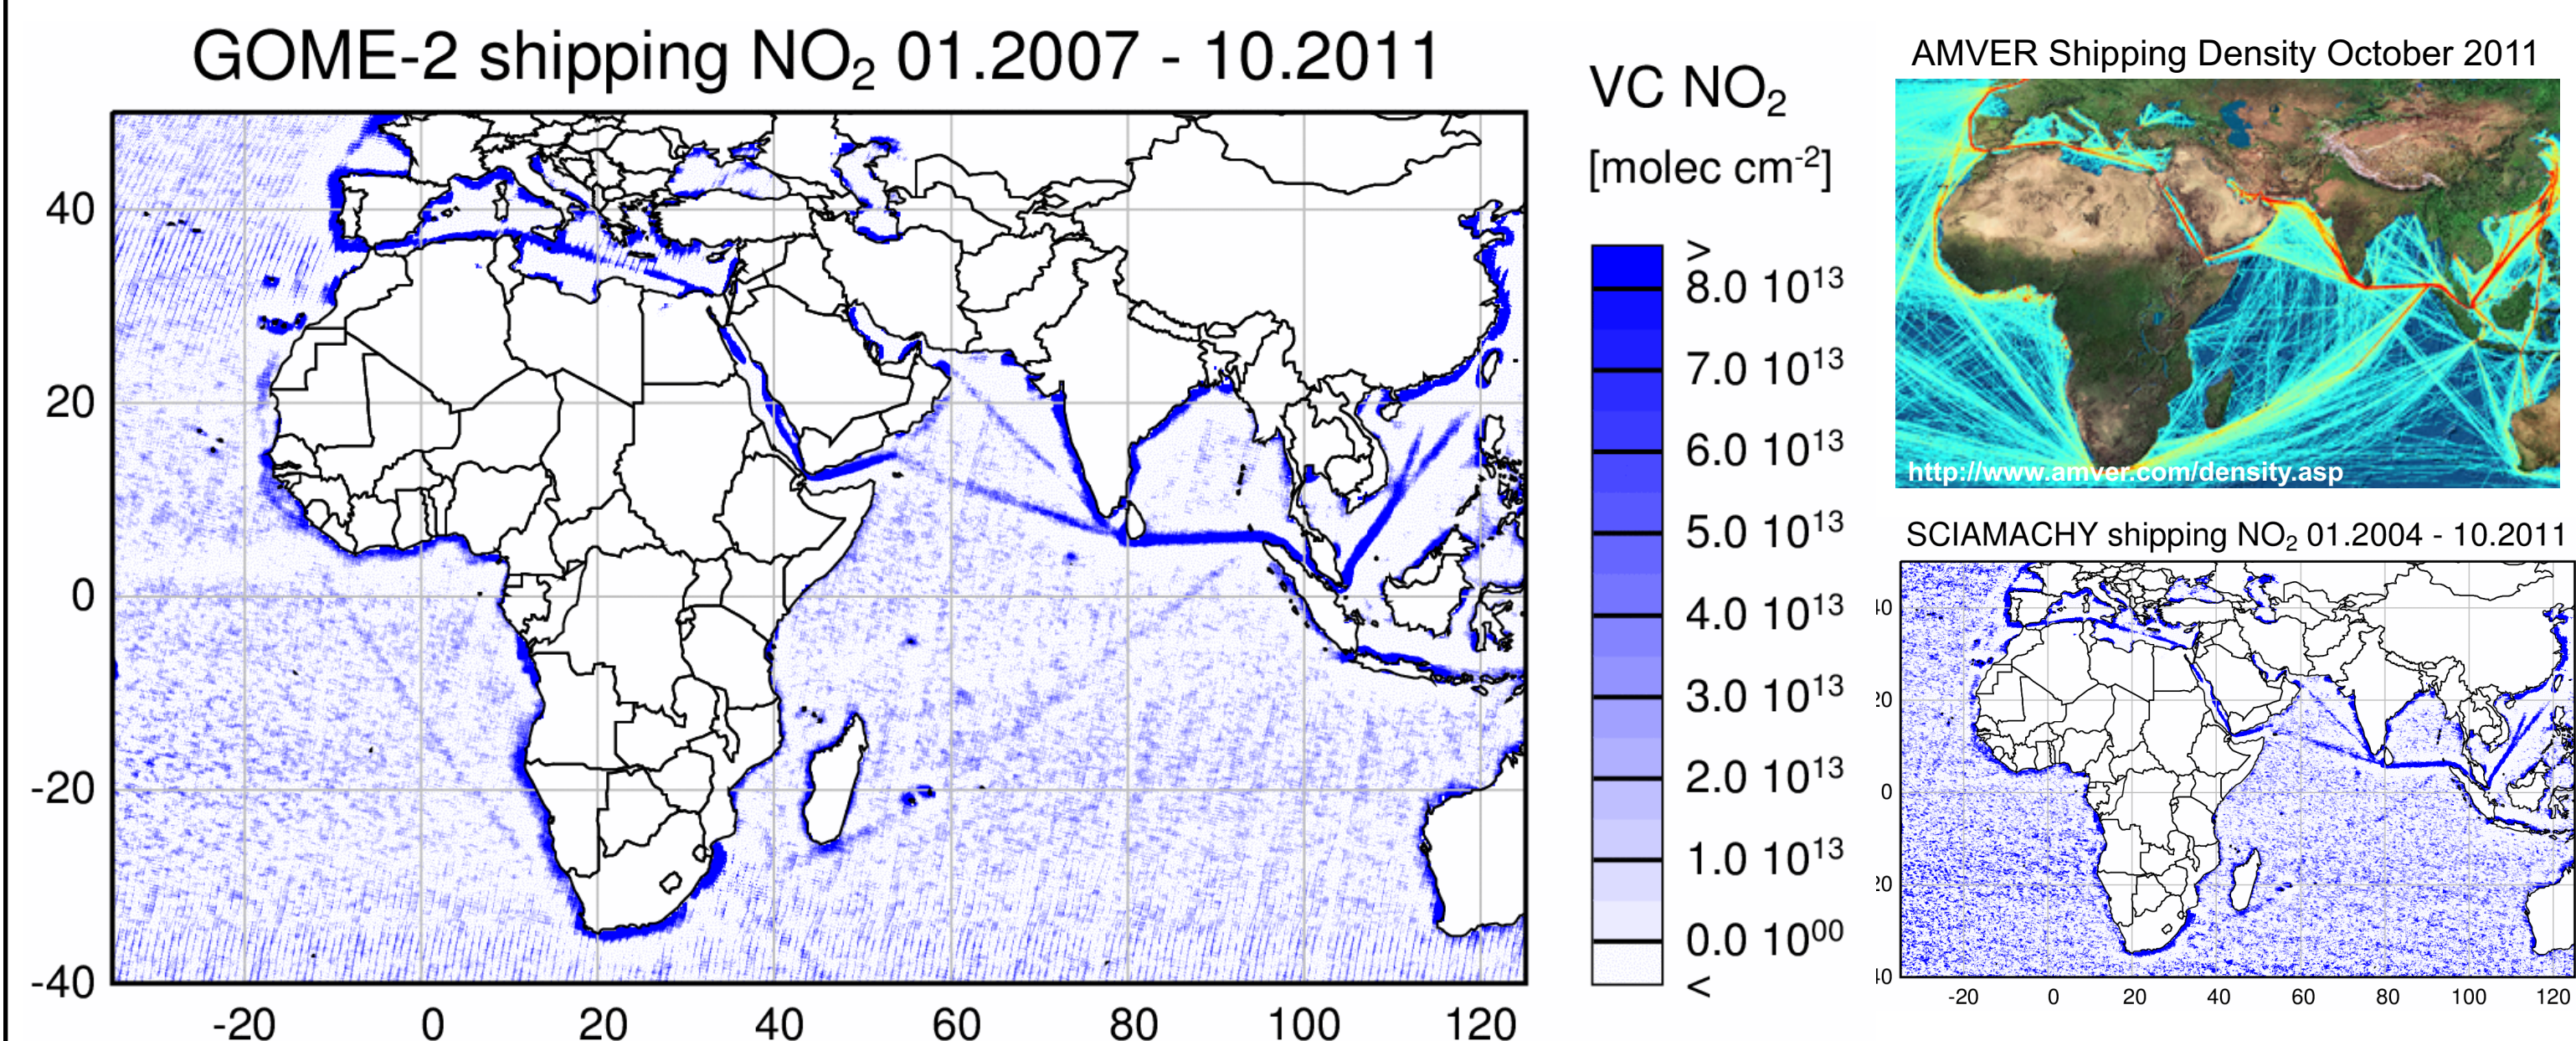 GOME-2 shipping NO2 01.2007 - 10.2011
40
20
0
-20
-40
-20 0 20 40 60 80 100 120
VC NO2
[molec cm-2]
>
8.0 10^13
7.0 10^13
6.0 10^13
5.0 10^13
4.0 10^13
3.0 10^13
2.0 10^13
1.0 10^13
0.0 10^00
<
AMVER Shipping Density October 2011
http://www.amver.com/density.asp
SCIAMACHY shipping NO2 01.2004 - 10.2011
40
20
0
20
40
-20 0 20 40 60 80 100 120